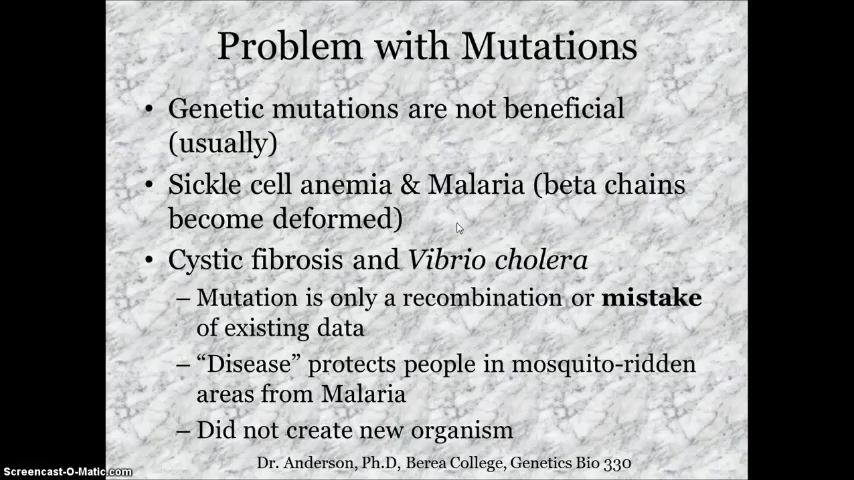 Problem with Mutations
• Genetic mutations are not beneficial
(usually)
• Sickle cell anemia & Malaria (beta chains
become deformed)
• Cystic fibrosis and Vibrio cholera
– Mutation is only a recombination or mistake
of existing data
– “Disease” protects people in mosquito-ridden
areas from Malaria
– Did not create new organism
Dr. Anderson, Ph.D, Berea College, Genetics Bio 330
Screencast-O-Matic.com